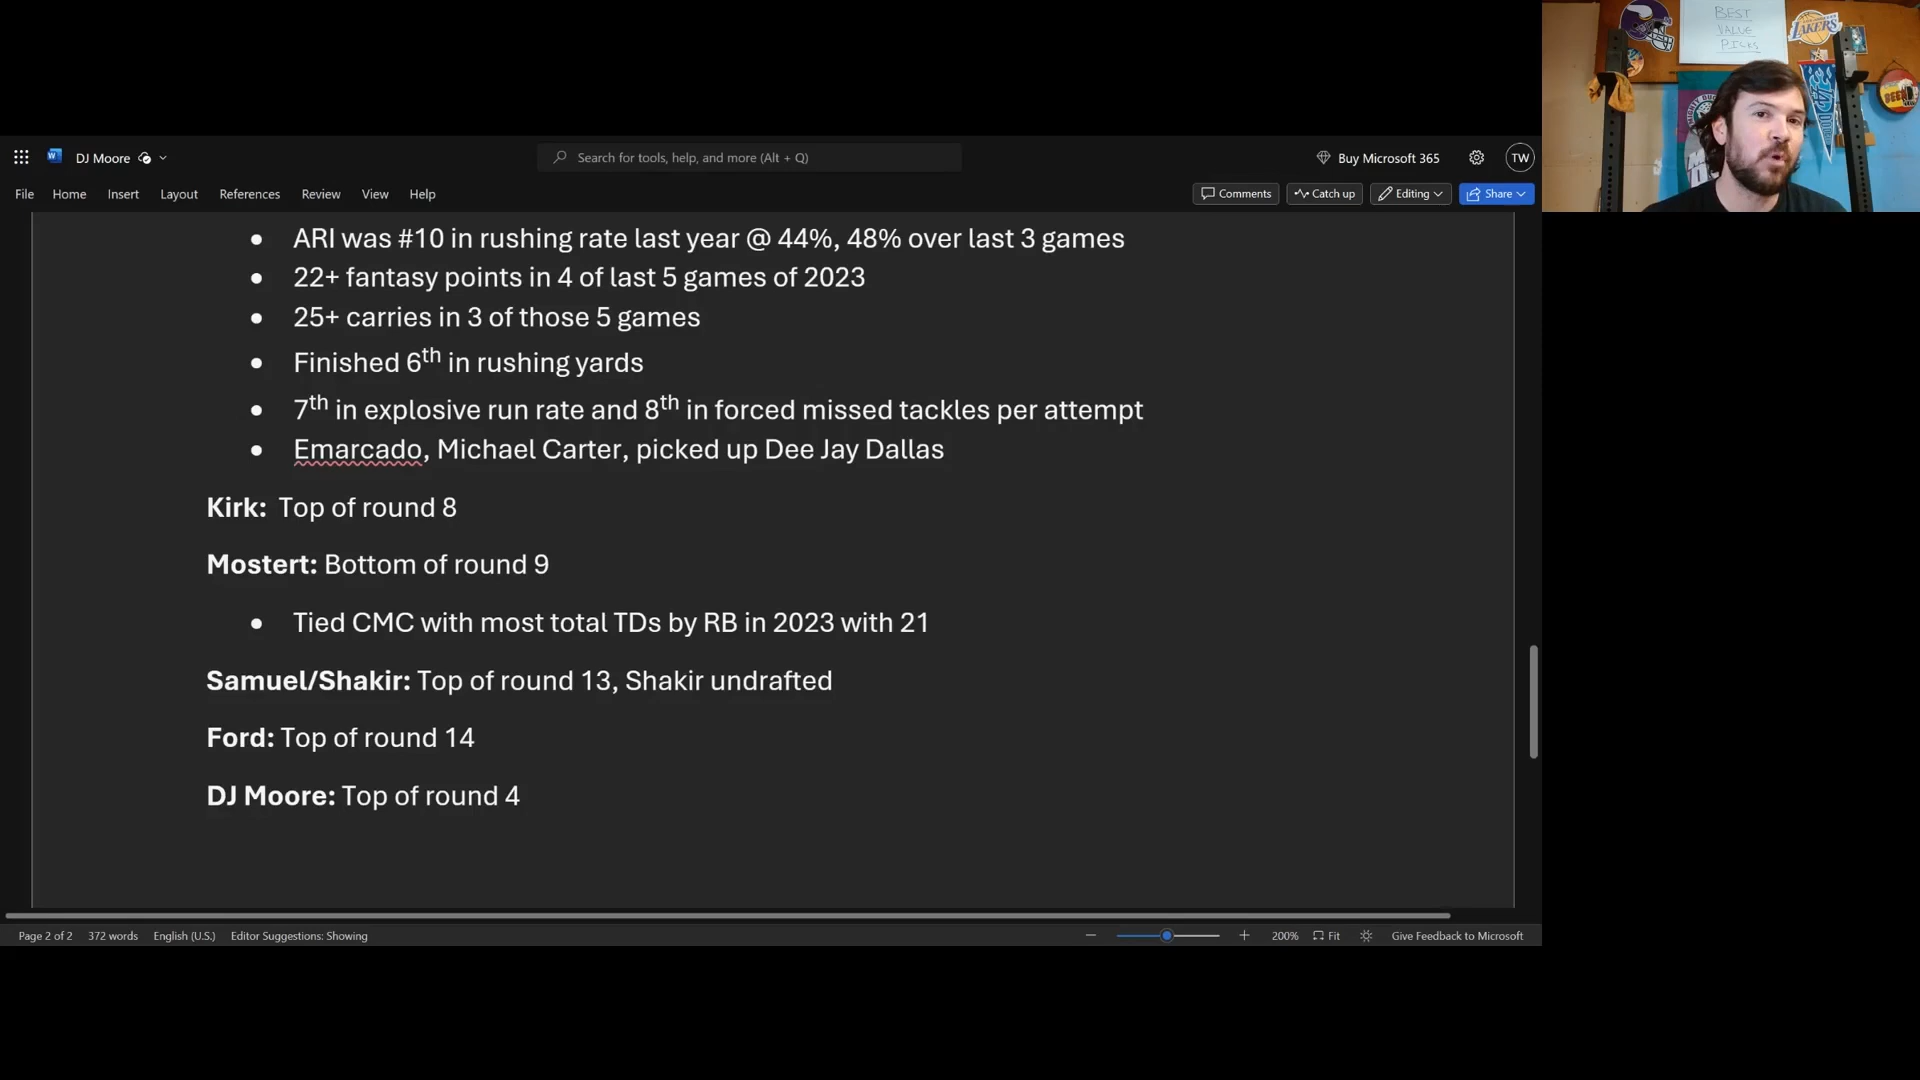 BEST
VALUE
PICKS
LAKERS
DJ Moore
Search for tools, help, and more (Alt + Q)
Buy Microsoft 365
TW
File Home Insert Layout References Review View Help
Comments Catch up Editing Share
• ARI was #10 in rushing rate last year @ 44%, 48% over last 3 games
• 22+ fantasy points in 4 of last 5 games of 2023
• 25+ carries in 3 of those 5 games
• Finished 6th in rushing yards
• 7th in explosive run rate and 8th in forced missed tackles per attempt
• Emarcado, Michael Carter, picked up Dee Jay Dallas
Kirk: Top of round 8
Mostert: Bottom of round 9
• Tied CMC with most total TDs by RB in 2023 with 21
Samuel/Shakir: Top of round 13, Shakir undrafted
Ford: Top of round 14
DJ Moore: Top of round 4
Page 2 of 2 372 words English (U.S.) Editor Suggestions: Showing
200% Fit Give Feedback to Microsoft